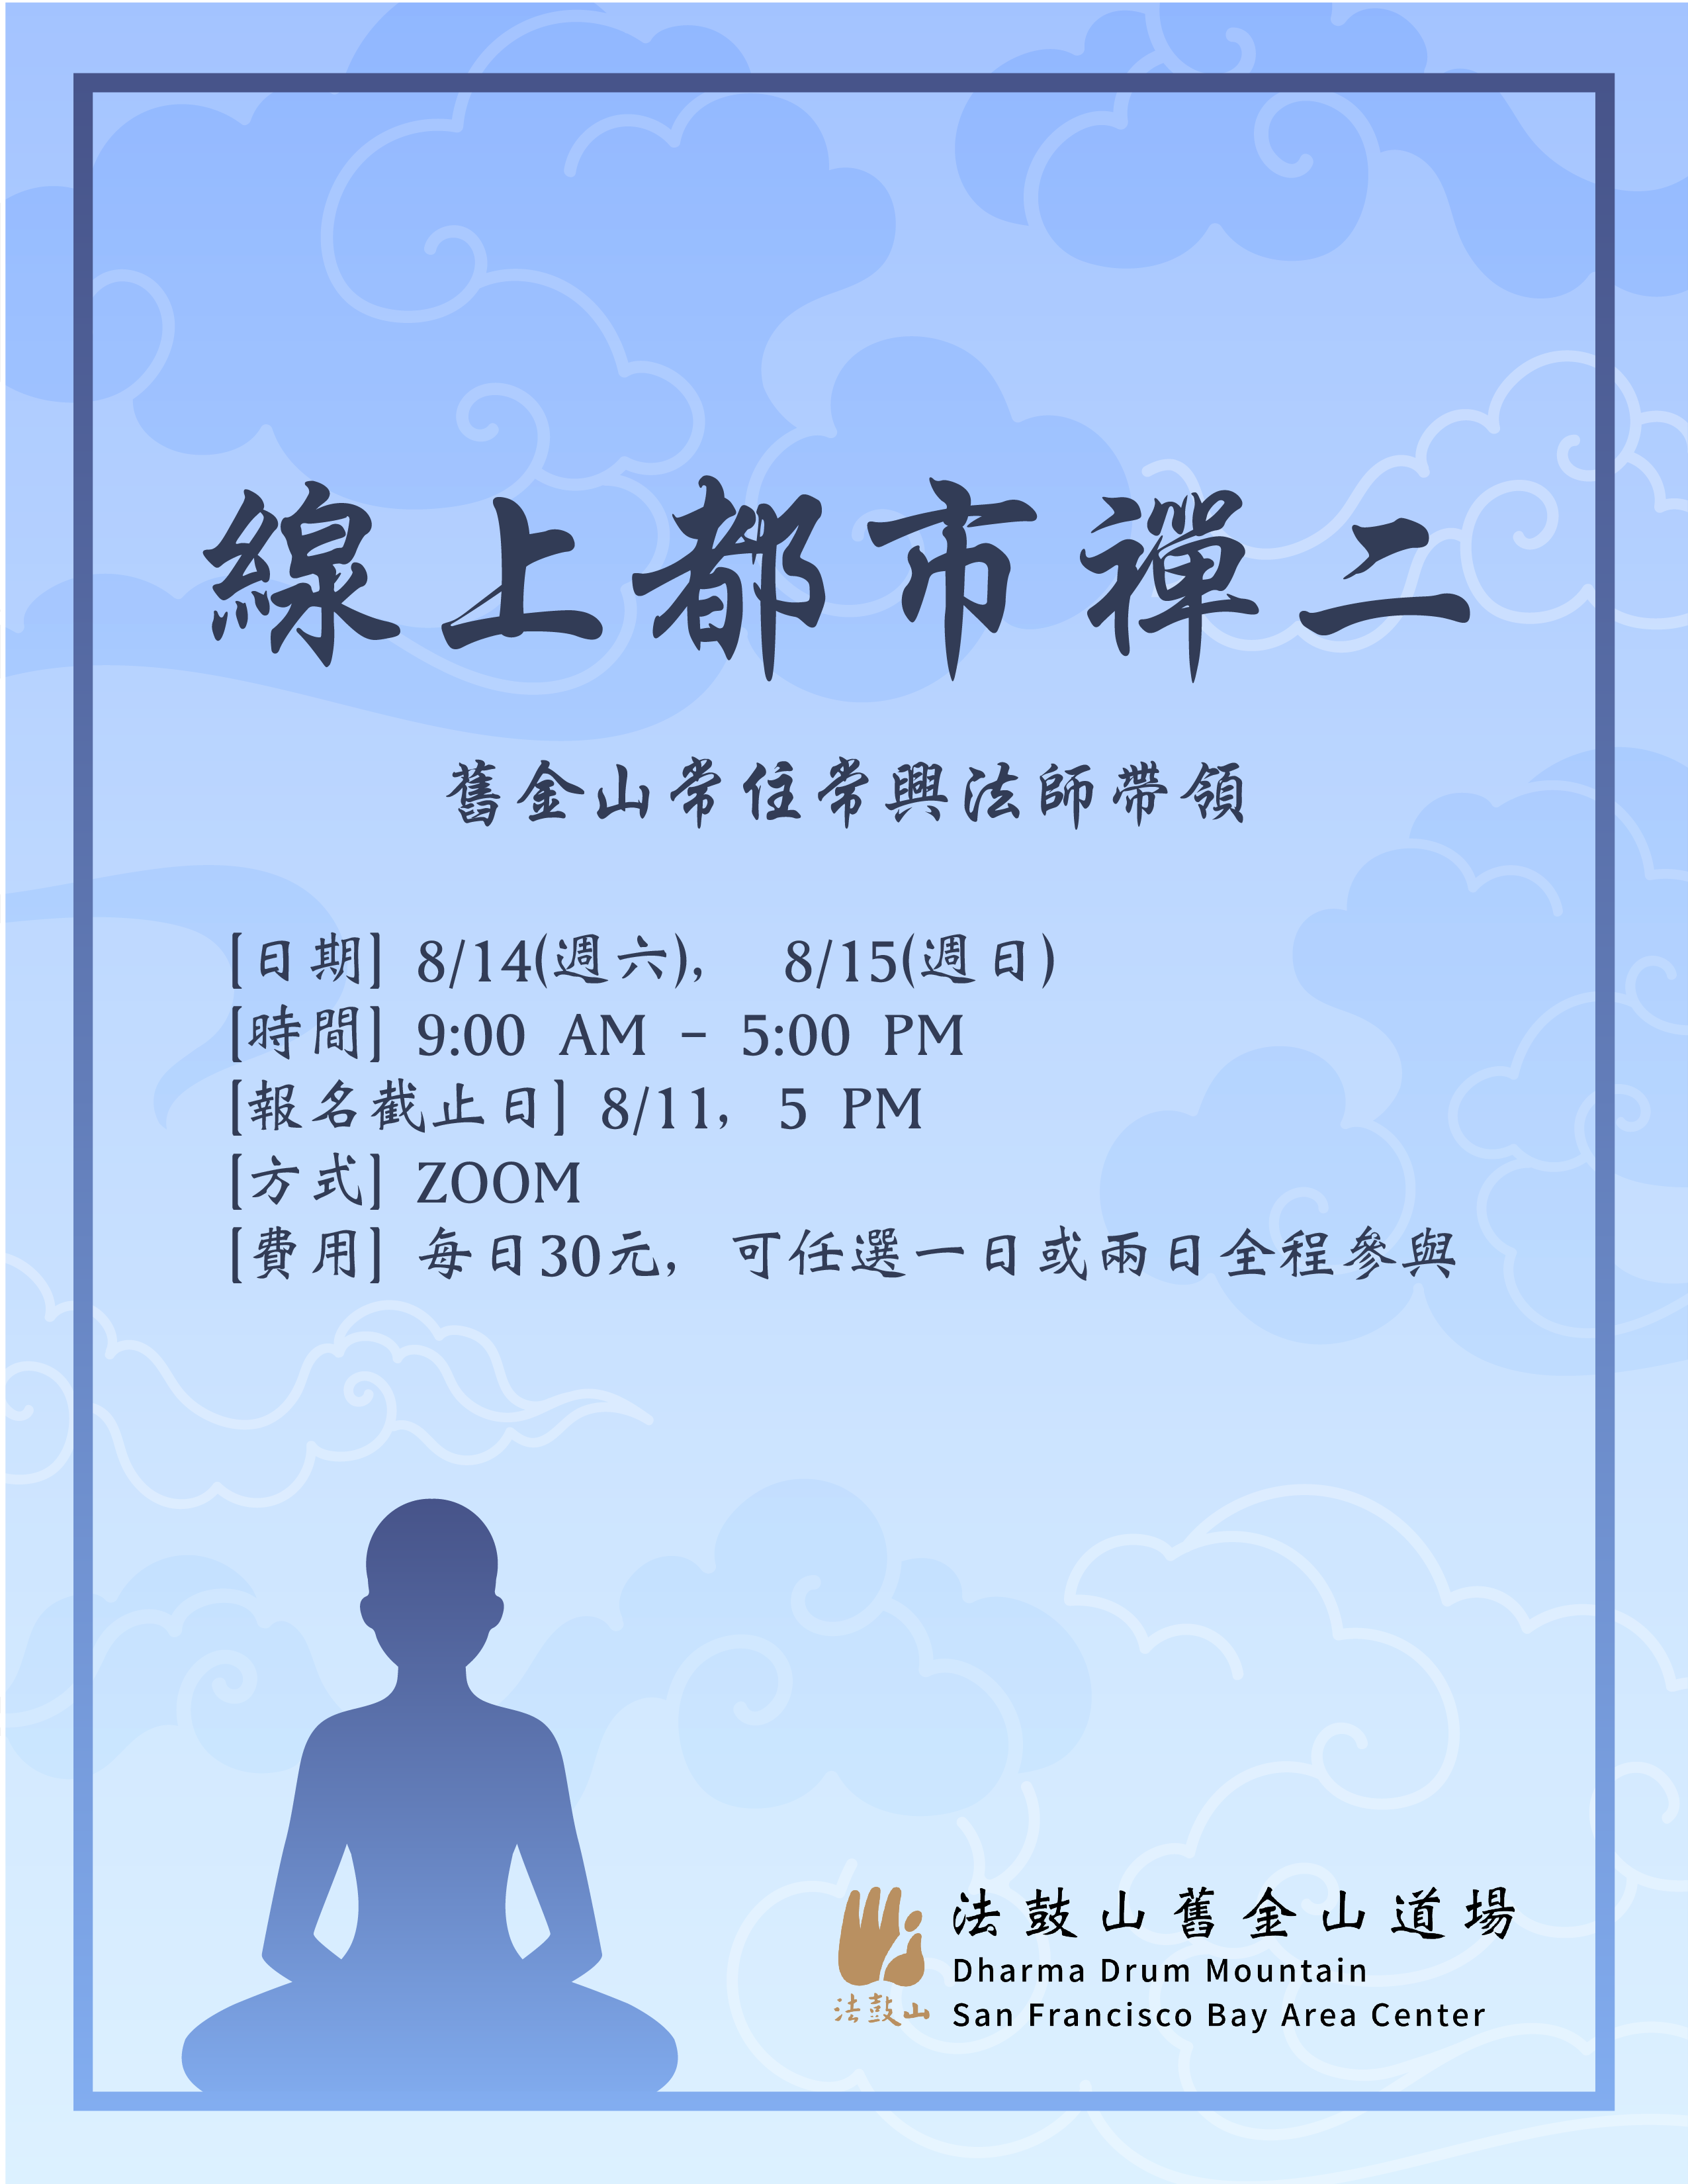 線上都市禪二
舊金山常住常興法師帶領
[日期] 8/14(週六)， 8/15(週日)
[時間] 9:00 AM - 5:00 PM
[報名截止日] 8/11， 5 PM
[方式] ZOOM
[費用] 每日30元， 可任選一日或兩日全程參與
法鼓山舊金山道場
Dharma Drum Mountain
San Francisco Bay Area Center
法鼓山